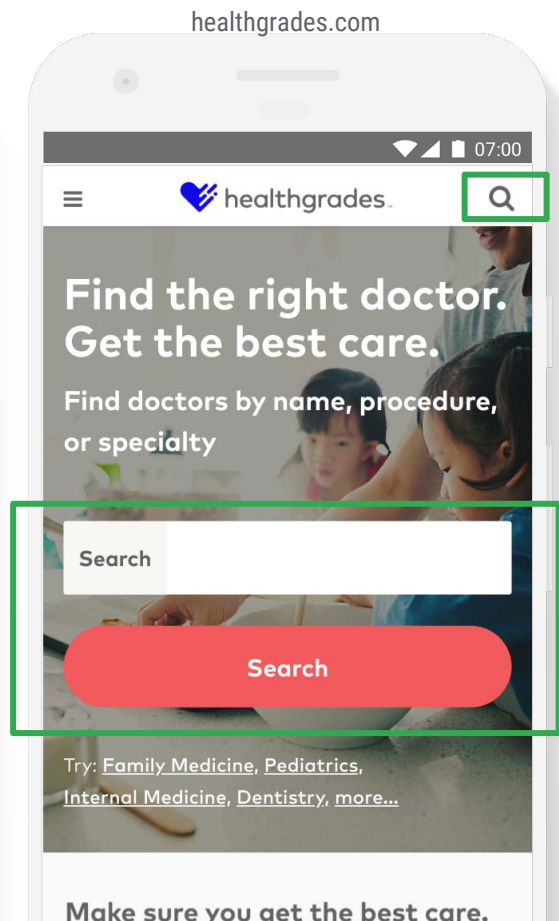 healthgrades.com
07:00
healthgrades™
Find the right doctor.
Get the best care.
Find doctors by name, procedure,
or specialty
Search
Search
Try: Family Medicine, Pediatrics,
Internal Medicine, Dentistry, more...
Make sure you get the best care.